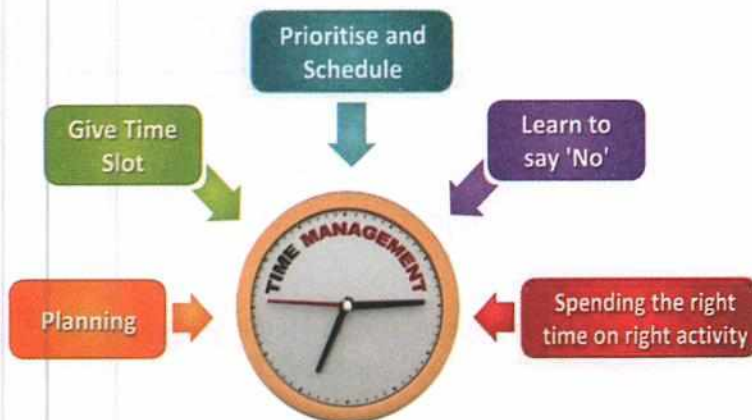 Prioritise and
Schedule
Give Time
Slot
Learn to
say 'No'
TIME MANAGEMENT
Planning
Spending the right
time on right activity